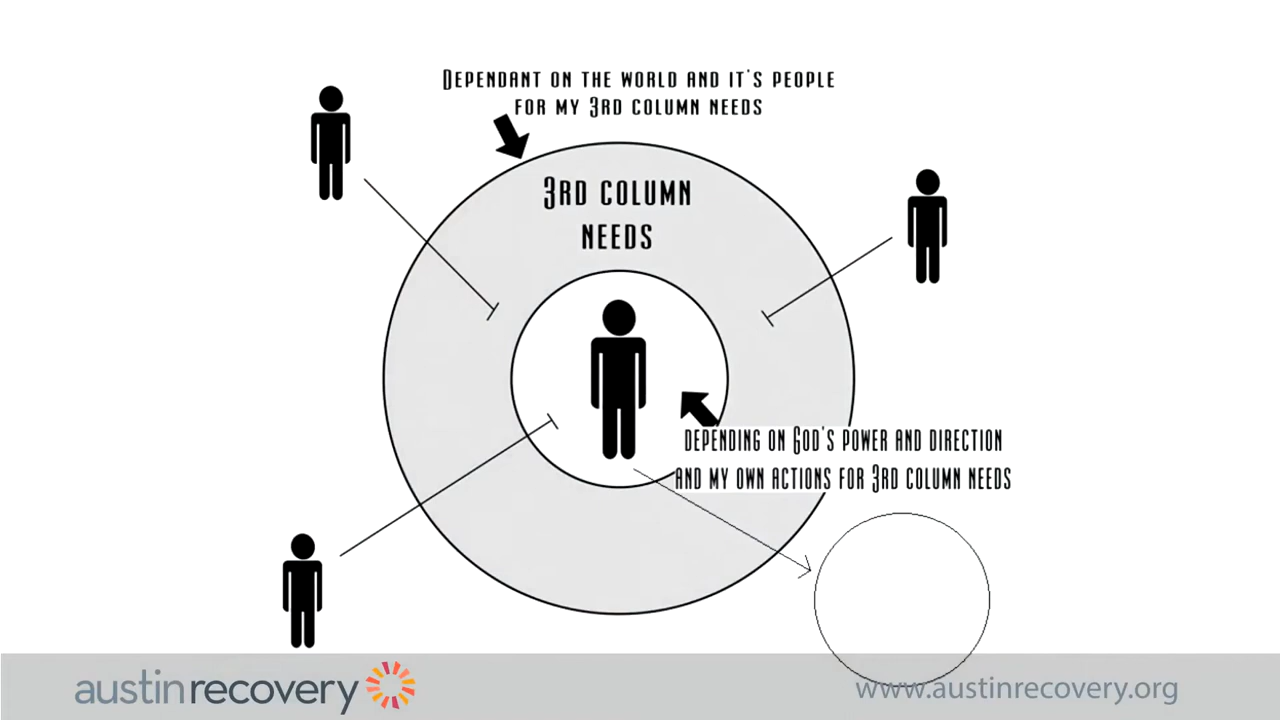 Dependant on the world and it's people
for my 3rd column needs
3rd column
needs
depending on God's power and direction
and my own actions for 3rd column needs
austinrecovery
www.austinrecovery.org